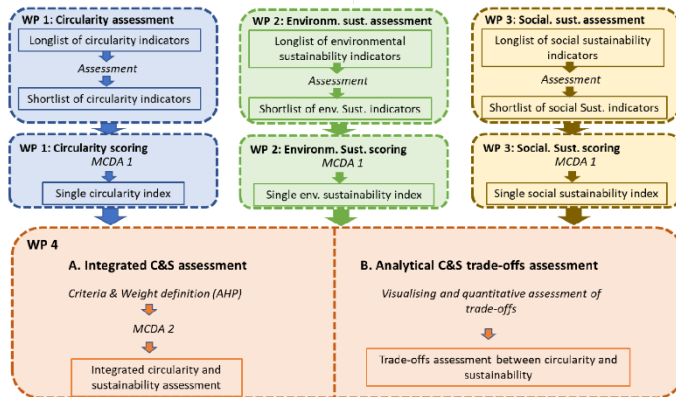 WP 1: Circularity assessment
Longlist of circularity indicators
Assessment
Shortlist of circularity indicators
WP 2: Environm. sust. assessment
Longlist of environmental
sustainability indicators
Assessment
Shortlist of env. Sust. indicators
WP 3: Social. sust. assessment
Longlist of social sustainability
indicators
Assessment
Shortlist of social Sust. indicators
WP 1: Circularity scoring
MCDA 1
Single circularity index
WP 2: Environm. Sust. scoring
MCDA 1
Single env. sustainability index
WP 3: Social. Sust. scoring
MCDA 1
Single social sustainability index
WP 4
A. Integrated C&S assessment
Criteria & Weight definition (AHP)
MCDA 2
Integrated circularity and
sustainability assessment
B. Analytical C&S trade-offs assessment
Visualising and quantitative assessment of
trade-offs
Trade-offs assessment between circularity and
sustainability